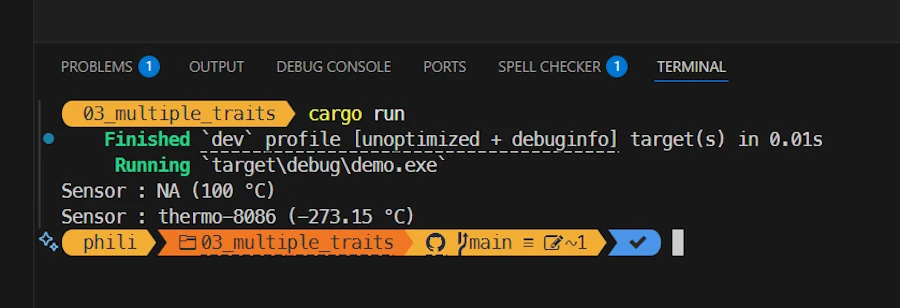 PROBLEMS 1 OUTPUT DEBUG CONSOLE PORTS SPELL CHECKER 1 TERMINAL
03_multiple_traits cargo run
Finished `dev` profile [unoptimized + debuginfo] target(s) in 0.01s
Running `target\debug\demo.exe`
Sensor : NA (100 °C)
Sensor : thermo-8086 (-273.15 °C)
phili 03_multiple_traits main ≡ ~1